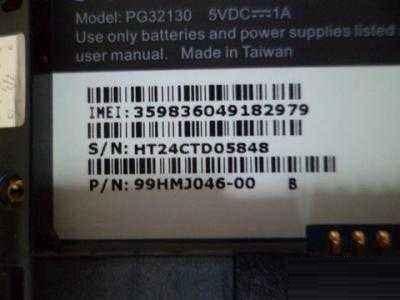 Model: PG32130 5VDC⎓1A
Use only batteries and power supplies listed
user manual. Made in Taiwan
IMEI: 359836049182979
S/N: HT24CTD05848
P/N: 99HMJ046-00 B